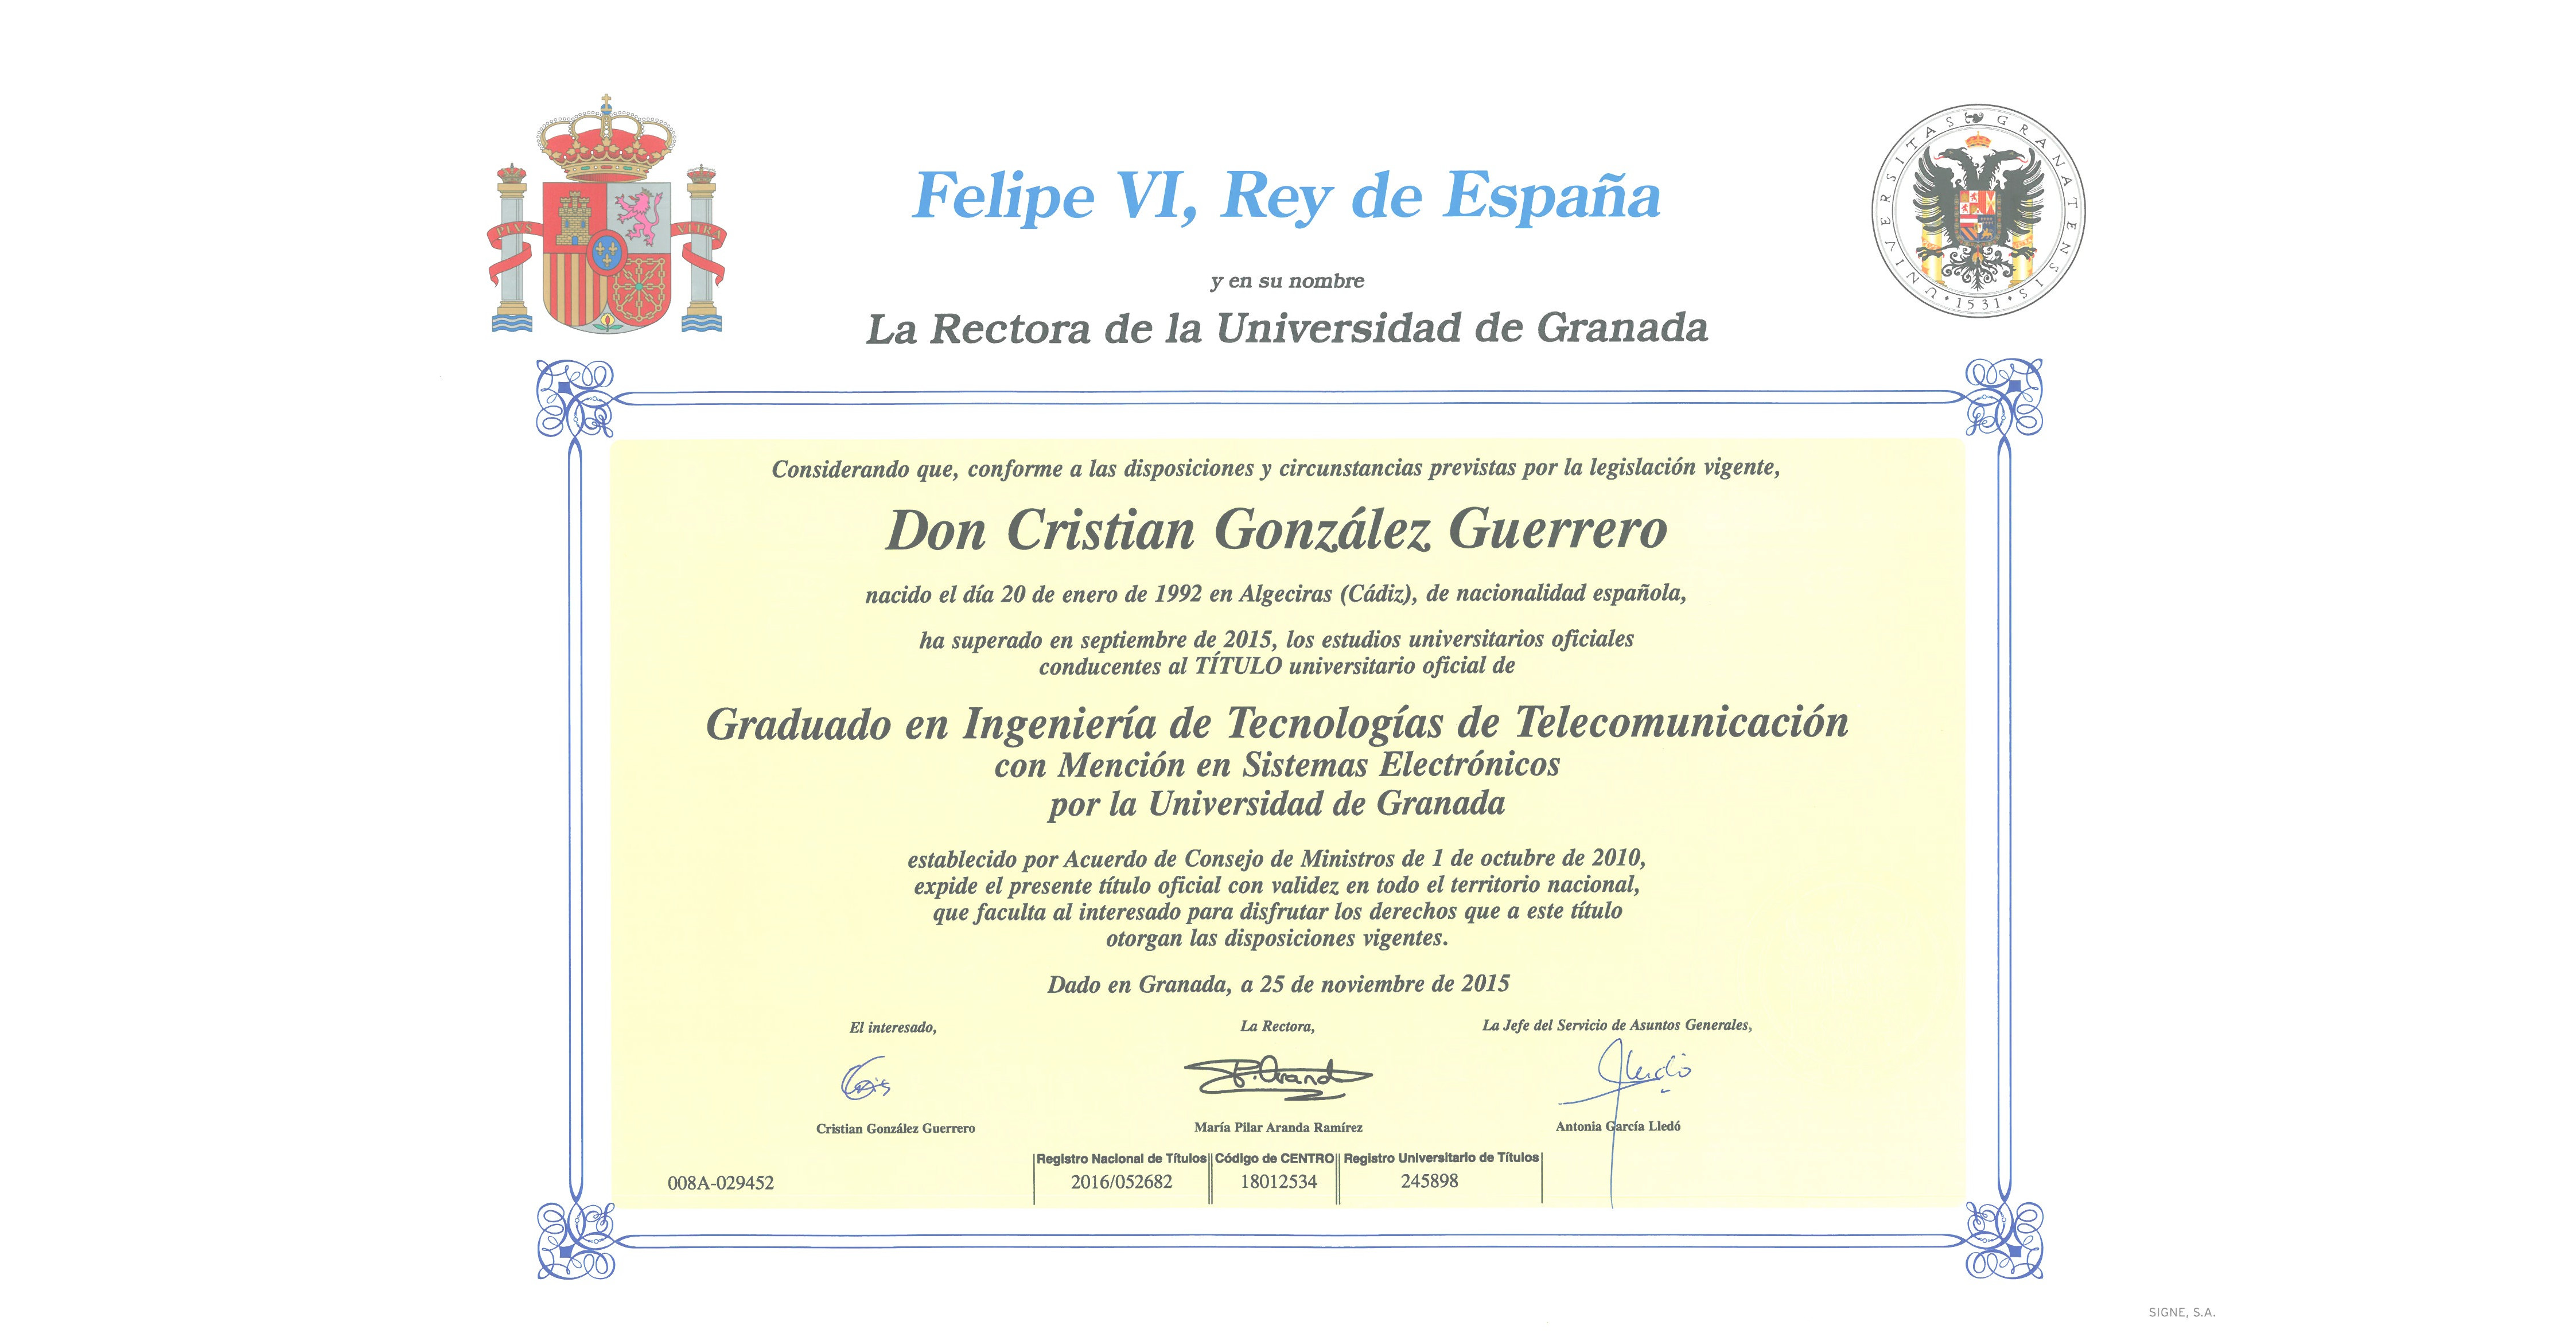 Felipe VI, Rey de España
y en su nombre
La Rectora de la Universidad de Granada
PLVS VLTRA
UNIVERSITAS GRANATENSIS 1531
Considerando que, conforme a las disposiciones y circunstancias previstas por la legislación vigente,
Don Cristian González Guerrero
nacido el día 20 de enero de 1992 en Algeciras (Cádiz), de nacionalidad española,
ha superado en septiembre de 2015, los estudios universitarios oficiales
conducentes al TÍTULO universitario oficial de
Graduado en Ingeniería de Tecnologías de Telecomunicación
con Mención en Sistemas Electrónicos
por la Universidad de Granada
establecido por Acuerdo de Consejo de Ministros de 1 de octubre de 2010,
expide el presente título oficial con validez en todo el territorio nacional,
que faculta al interesado para disfrutar los derechos que a este título
otorgan las disposiciones vigentes.
Dado en Granada, a 25 de noviembre de 2015
El interesado, La Rectora, La Jefe del Servicio de Asuntos Generales,
P. Aranda
Cristian González Guerrero María Pilar Aranda Ramírez Antonia García Lledó
Registro Nacional de Títulos Código de CENTRO Registro Universitario de Títulos
008A-029452 2016/052682 18012534 245898
SIGNE, S.A.